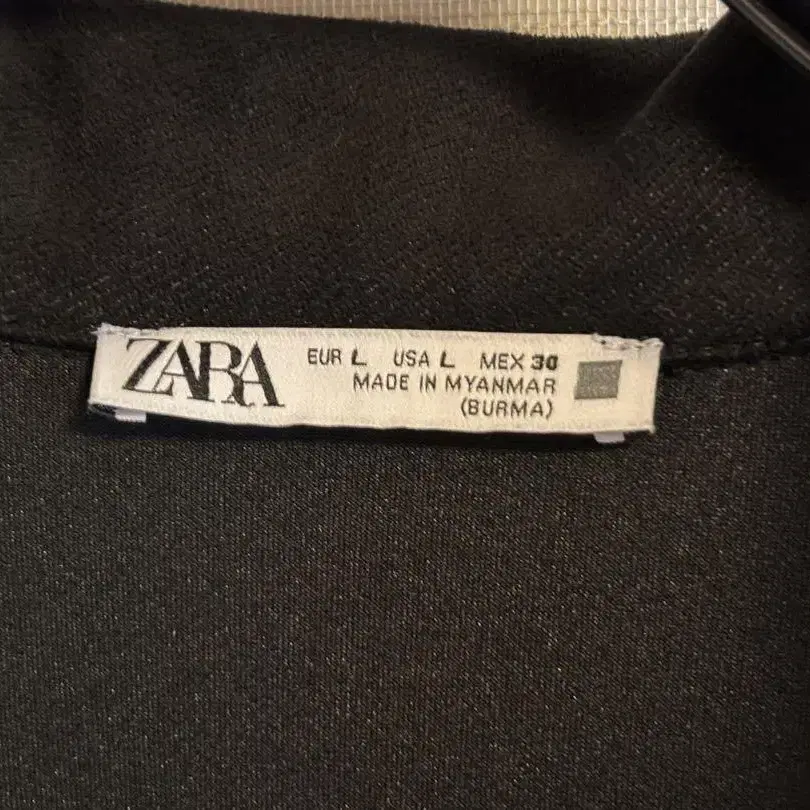 ZARA
EUR L USA L MEX 30
MADE IN MYANMAR
(BURMA)